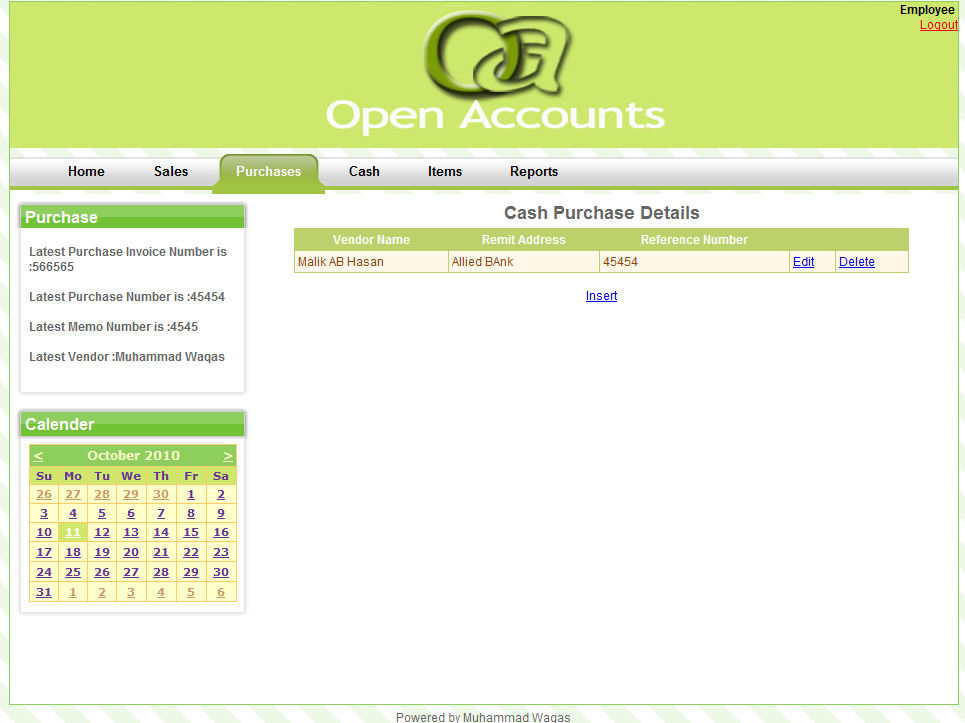 Employee
Logout
Oa
Open Accounts
Home Sales Purchases Cash Items Reports
Purchase
Latest Purchase Invoice Number is
:566565
Latest Purchase Number is :45454
Latest Memo Number is :4545
Latest Vendor :Muhammad Waqas
Calender
< October 2010 >
Su Mo Tu We Th Fr Sa
26 27 28 29 30 1 2
3 4 5 6 7 8 9
10 11 12 13 14 15 16
17 18 19 20 21 22 23
24 25 26 27 28 29 30
31 1 2 3 4 5 6
Cash Purchase Details
Vendor Name Remit Address Reference Number
Malik AB Hasan Allied BAnk 45454 Edit Delete
Insert
Powered by Muhammad Waqas